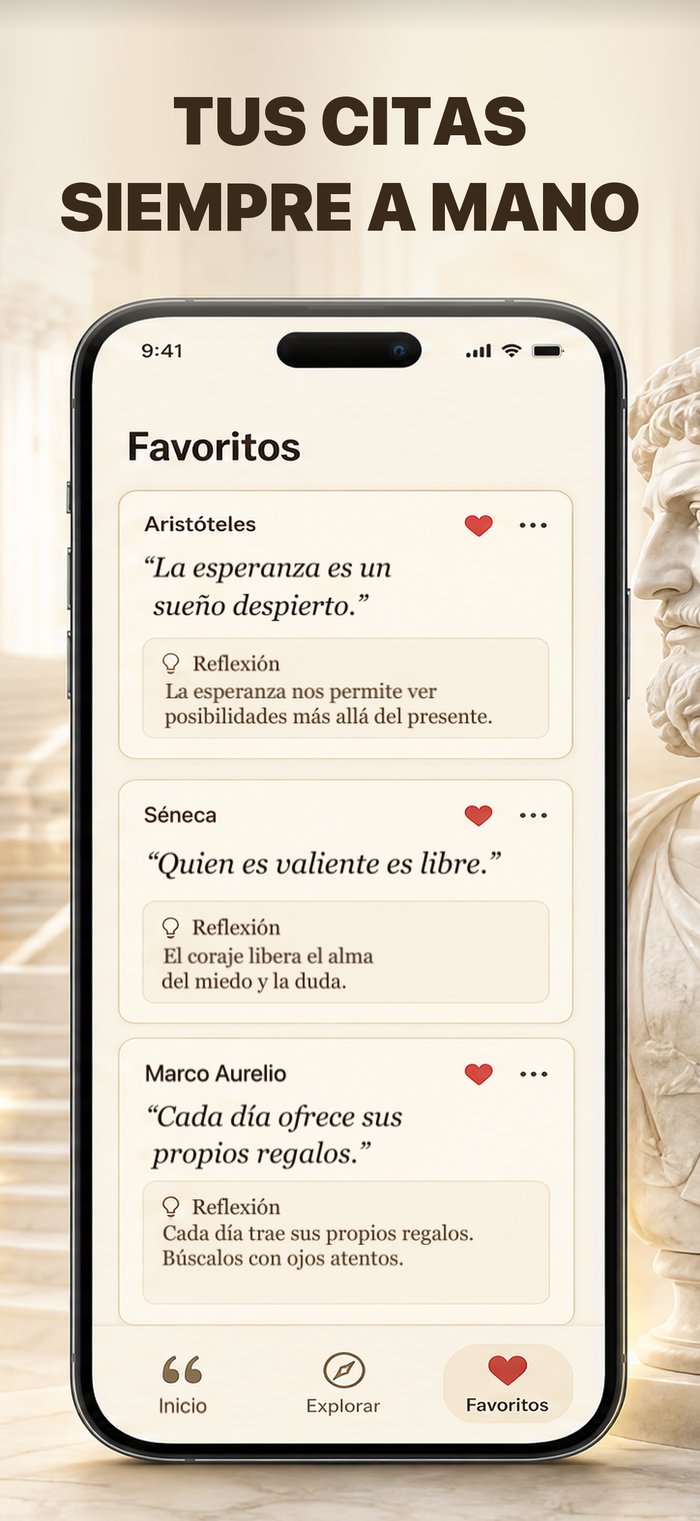 TUS CITAS
SIEMPRE A MANO
9:41
Favoritos
Aristóteles
“La esperanza es un
sueño despierto.”
Reflexión
La esperanza nos permite ver
posibilidades más allá del presente.
Séneca
“Quien es valiente es libre.”
Reflexión
El coraje libera el alma
del miedo y la duda.
Marco Aurelio
“Cada día ofrece sus
propios regalos.”
Reflexión
Cada día trae sus propios regalos.
Búscalos con ojos atentos.
Inicio
Explorar
Favoritos